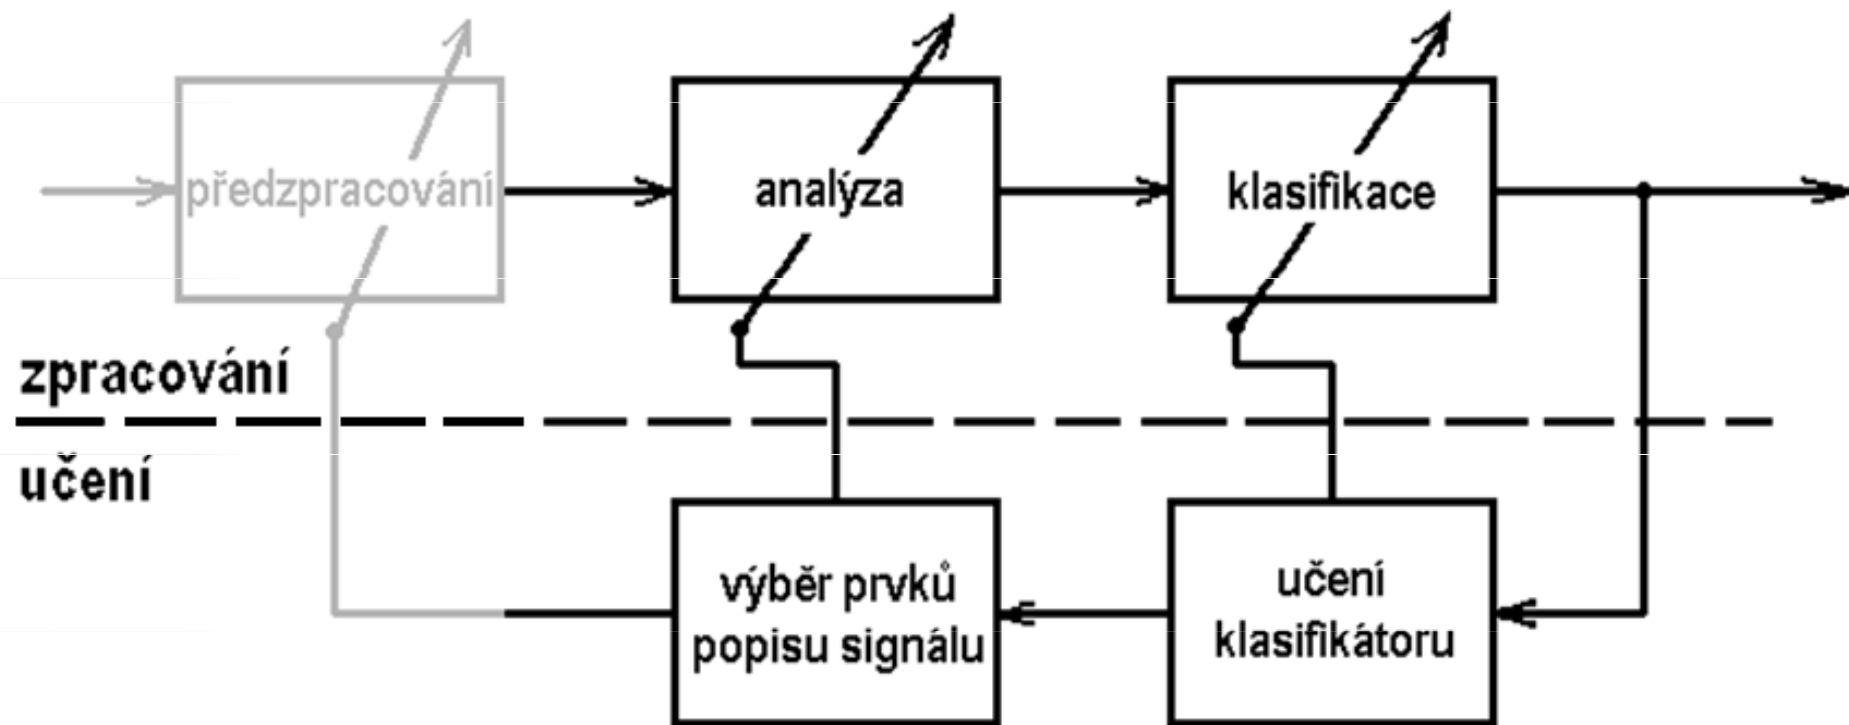 předzpracování
analýza
klasifikace
zpracování
učení
výběr prvků
popisu signálu
učení
klasifikátoru